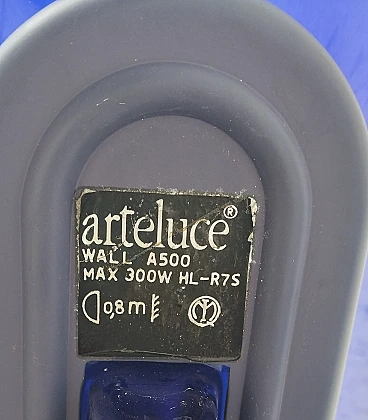 arteluce®
WALL A500
MAX 300W HL-R7S
0,8m